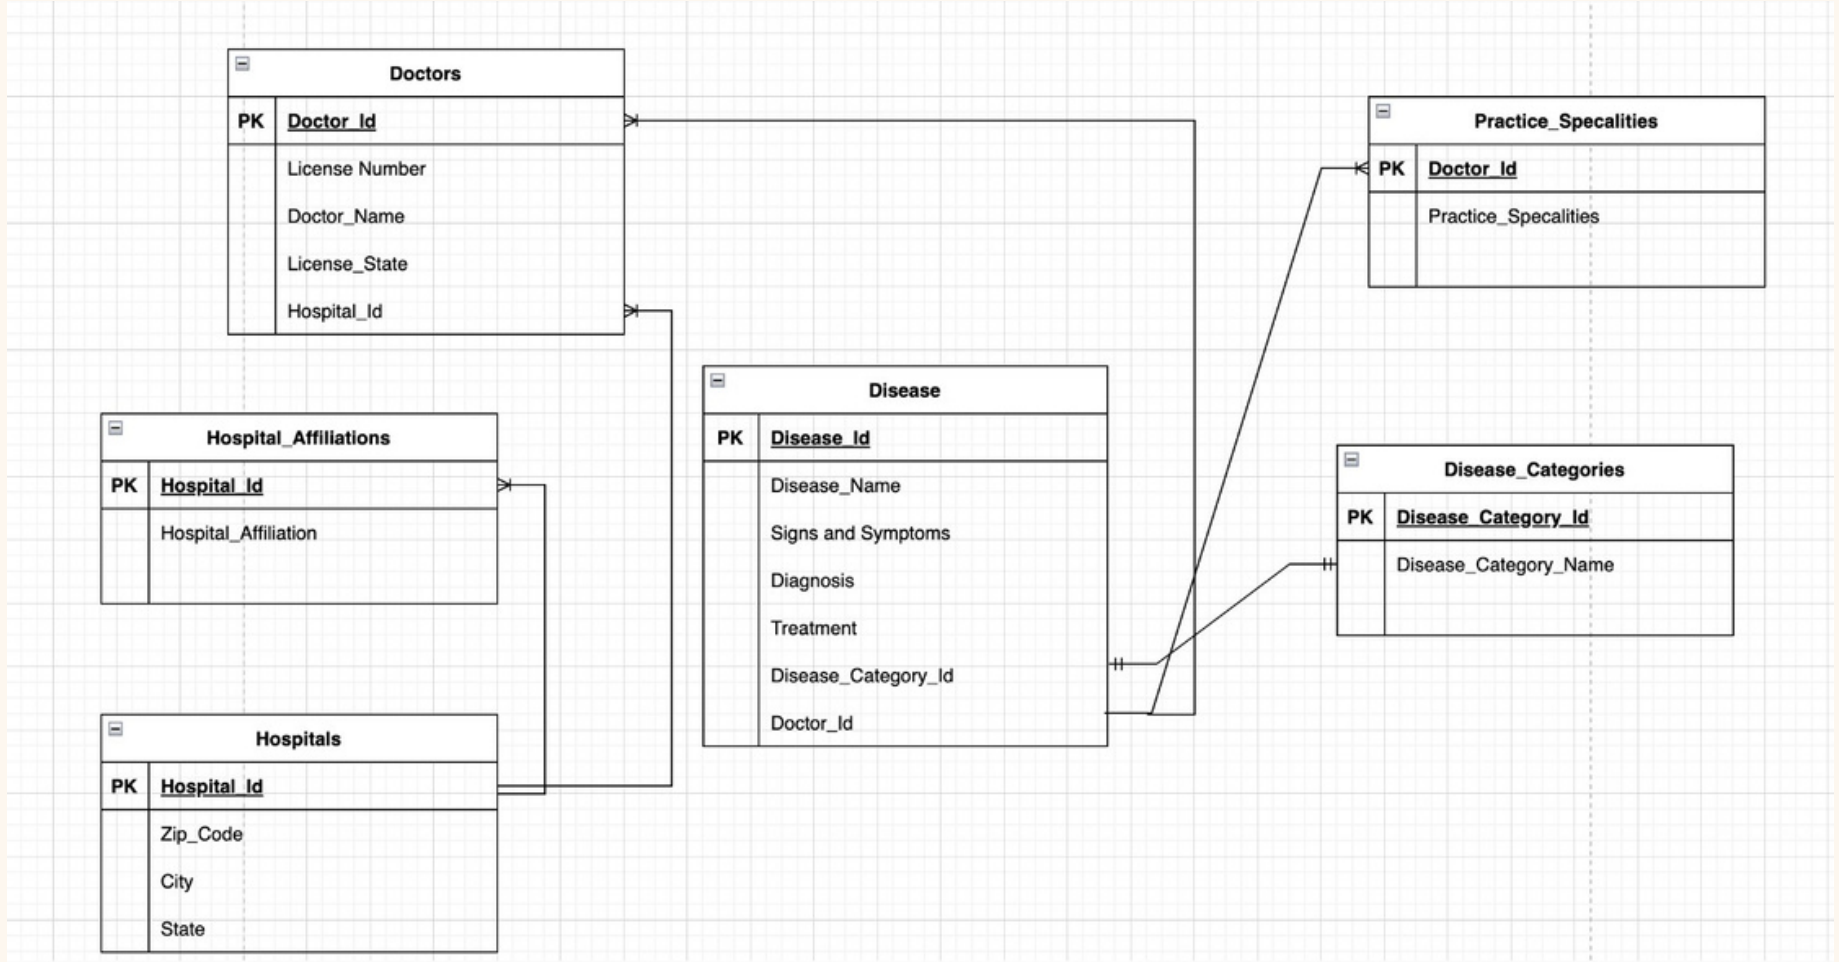 Doctors
PK Doctor_Id
License Number
Doctor_Name
License_State
Hospital_Id
Practice_Specalities
PK Doctor_Id
Practice_Specalities
Hospital_Affiliations
PK Hospital_Id
Hospital_Affiliation
Disease
PK Disease_Id
Disease_Name
Signs and Symptoms
Diagnosis
Treatment
Disease_Category_Id
Doctor_Id
Disease_Categories
PK Disease_Category_Id
Disease_Category_Name
Hospitals
PK Hospital_Id
Zip_Code
City
State